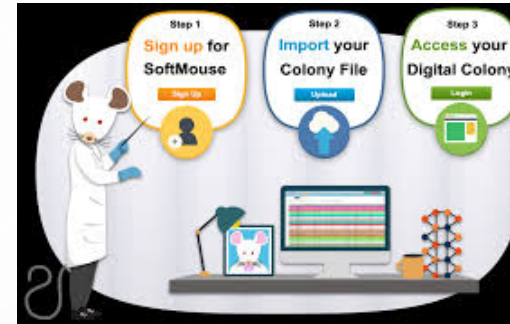 Step 1
Sign up for
SoftMouse
Sign Up
Step 2
Import your
Colony File
Upload
Step 3
Access your
Digital Colony
Login